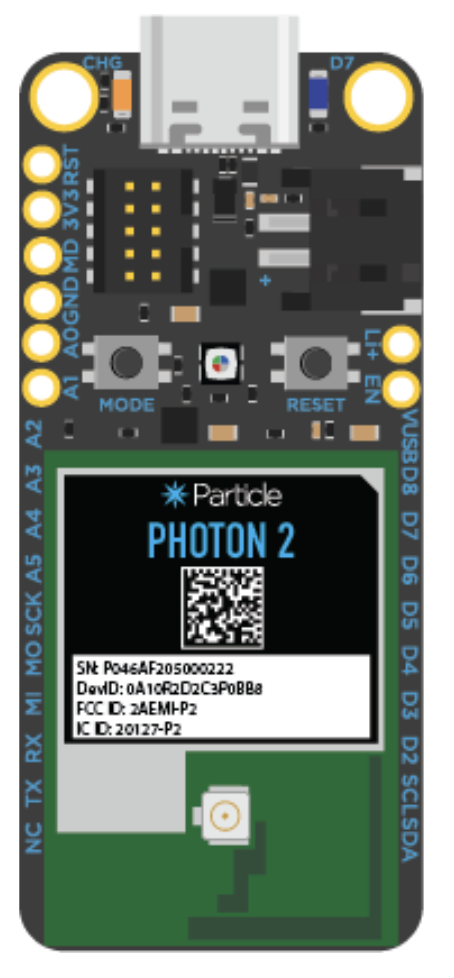 CHG
D7
RST
3V3
MD
GND
A0
A1
A2
A3
A4
A5
SCK
MO
MI
RX
TX
NC
+
MODE
RESET
LI+
EN
VUSB
D8
D7
D6
D5
D4
D3
D2
SCL
SDA
Particle
PHOTON 2
SN: P046AF205000222
DevID: 0A10R2D2C3P0BB8
FCC ID: 2AEMI-P2
IC ID: 20127-P2